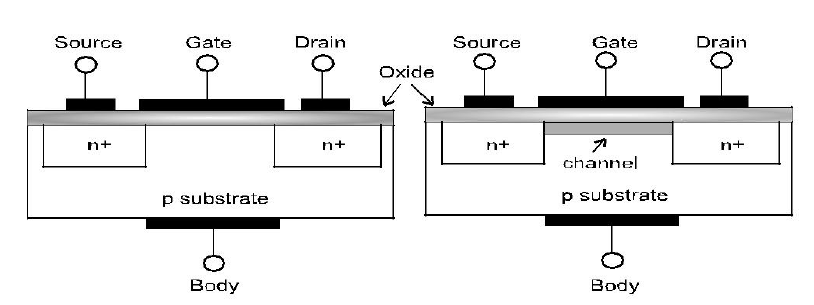 Source Gate Drain
Oxide
n+ n+
p substrate
Body
Source Gate Drain
n+ n+
channel
p substrate
Body